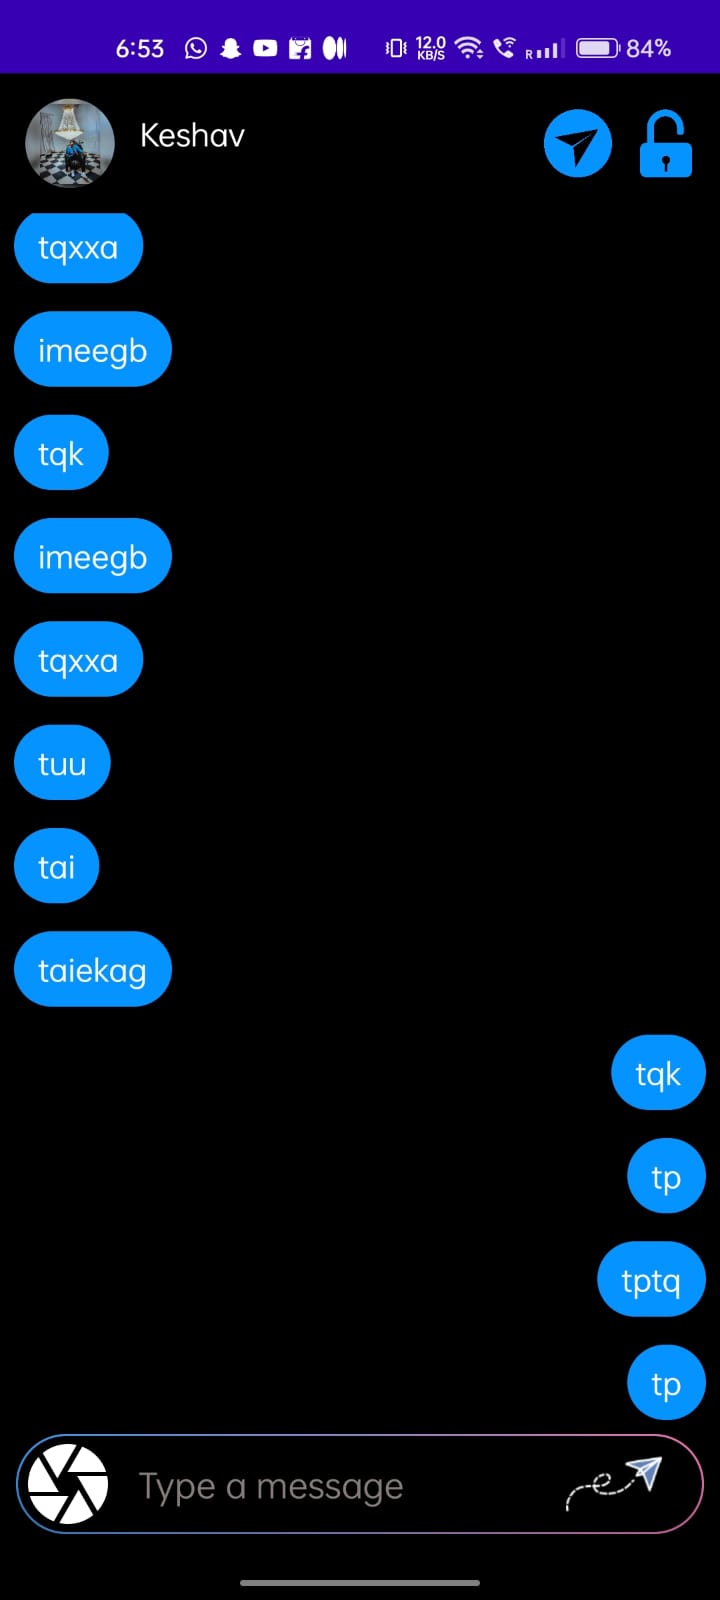 6:53
12.0
KB/S
R
84%
Keshav
tqxxa
imeegb
tqk
imeegb
tqxxa
tuu
tai
taiekag
tqk
tp
tptq
tp
Type a message